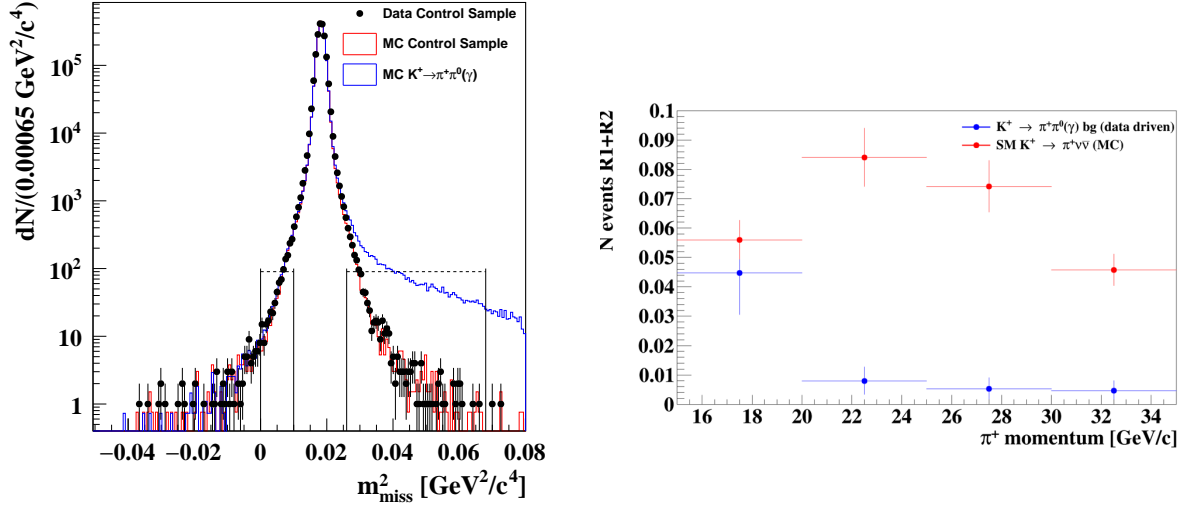 Data Control Sample
MC Control Sample
MC K⁺→π⁺π⁰(γ)
dN/(0.00065 GeV²/c⁴)
10⁵
10⁴
10³
10²
10
1
−0.04 −0.02 0 0.02 0.04 0.06 0.08
m²miss [GeV²/c⁴]
K⁺ → π⁺π⁰(γ) bg (data driven)
SM K⁺ → π⁺νν̄ (MC)
N events R1+R2
0.1
0.09
0.08
0.07
0.06
0.05
0.04
0.03
0.02
0.01
0
16 18 20 22 24 26 28 30 32 34
π⁺ momentum [GeV/c]